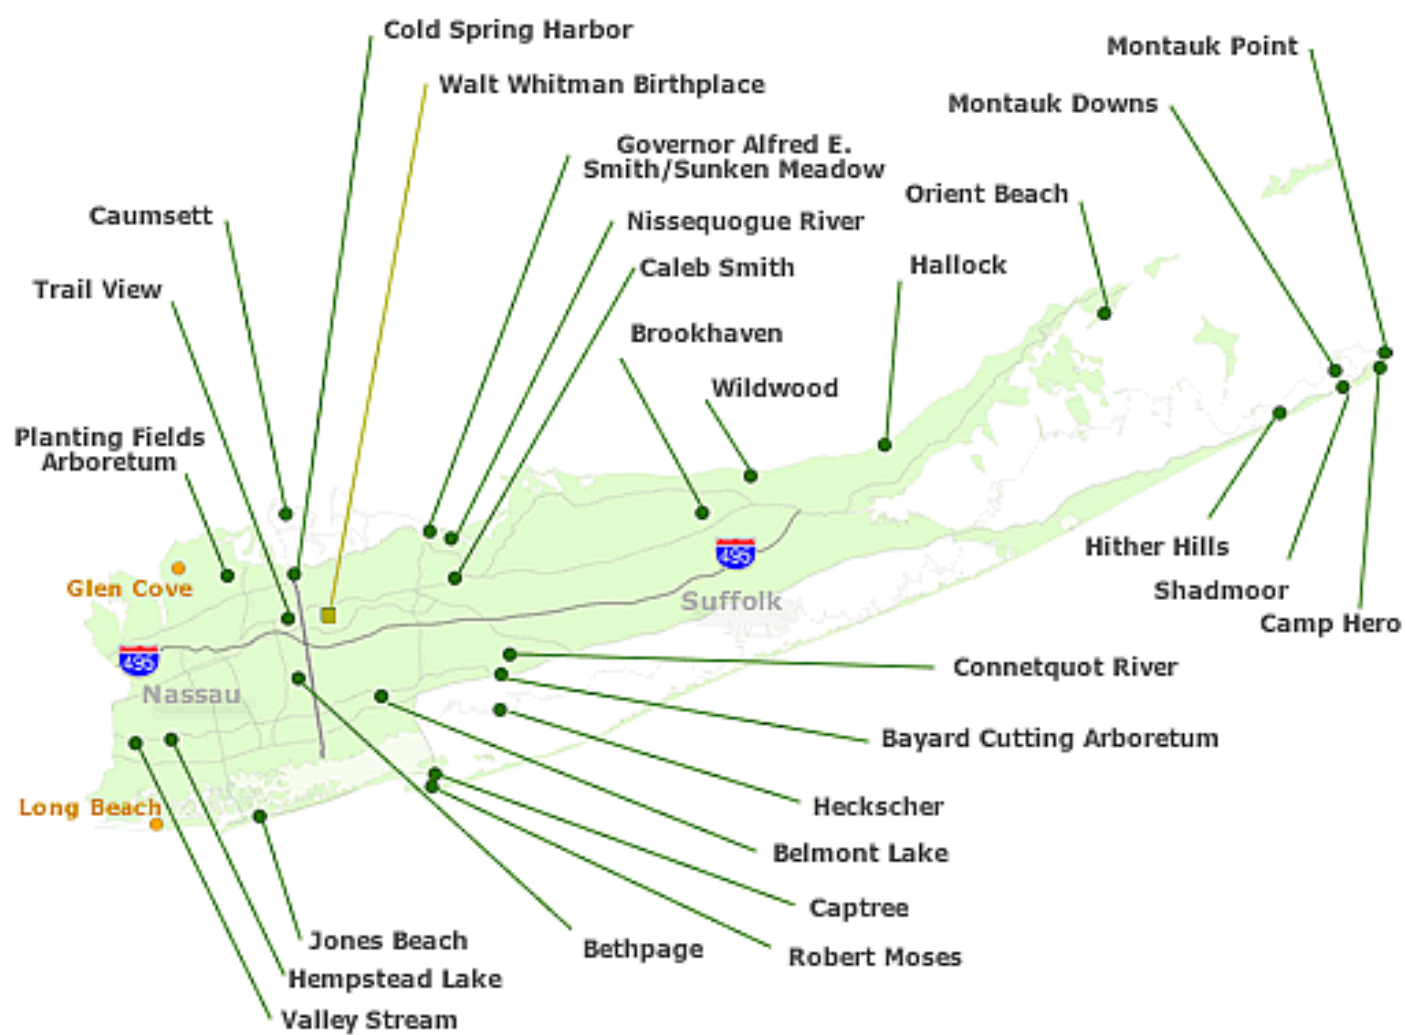 Cold Spring Harbor
Montauk Point
Walt Whitman Birthplace
Montauk Downs
Governor Alfred E.
Smith/Sunken Meadow
Orient Beach
Caumsett
Nissequogue River
Caleb Smith
Hallock
Trail View
Brookhaven
Wildwood
Planting Fields
Arboretum
Hither Hills
495
Glen Cove
Shadmoor
Suffolk
Camp Hero
495
Connetquot River
Nassau
Bayard Cutting Arboretum
Long Beach
Heckscher
Belmont Lake
Captree
Jones Beach
Bethpage
Robert Moses
Hempstead Lake
Valley Stream